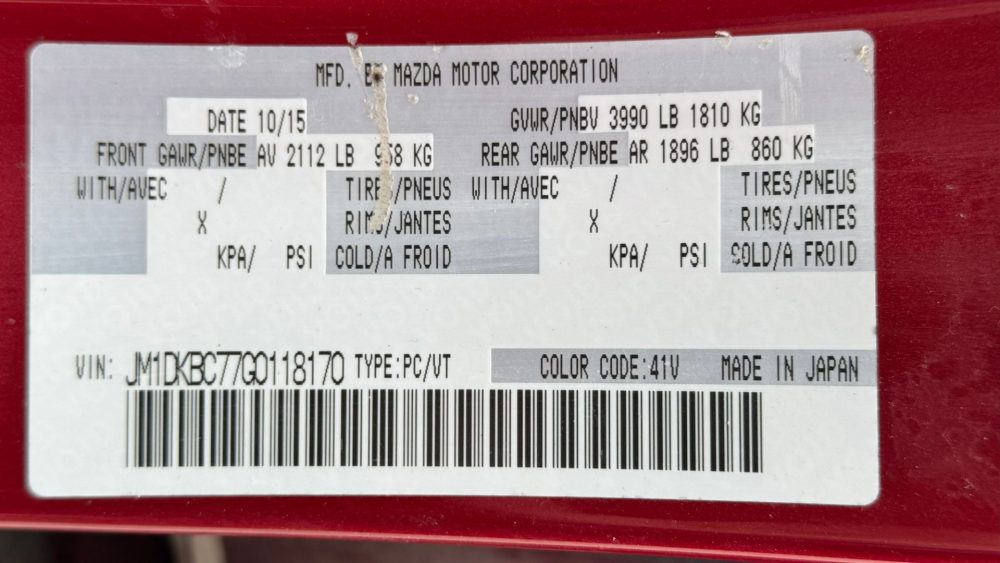 MFD. BY MAZDA MOTOR CORPORATION
DATE 10/15 GVWR/PNBV 3990 LB 1810 KG
FRONT GAWR/PNBE AV 2112 LB 958 KG REAR GAWR/PNBE AR 1896 LB 860 KG
WITH/AVEC / TIRES/PNEUS WITH/AVEC / TIRES/PNEUS
X RIMS/JANTES X RIMS/JANTES
KPA/ PSI COLD/A FROID KPA/ PSI COLD/A FROID
VIN: JM1DKBC77G0118170 TYPE:PC/VT COLOR CODE:41V MADE IN JAPAN